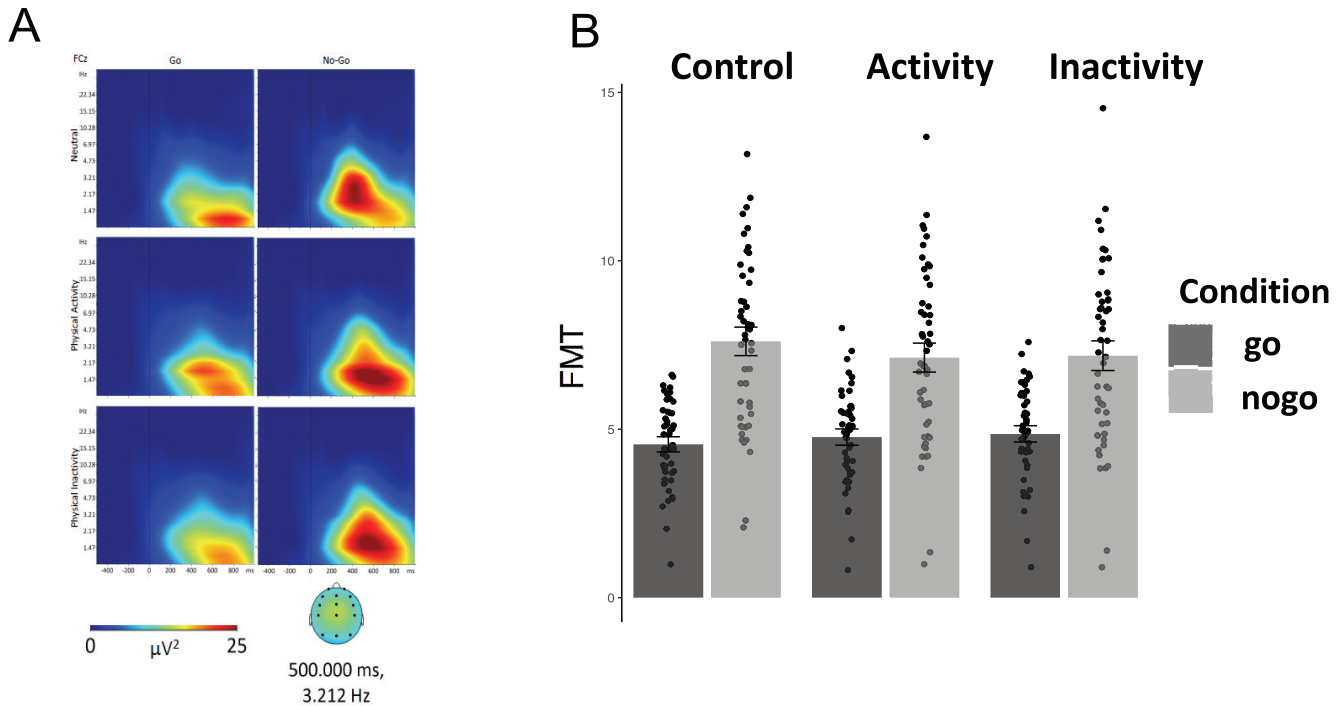 A
FCz
Go
No-Go
Hz
22.34
15.15
10.28
6.97
4.73
3.21
2.17
1.47
Neutral
Hz
22.34
15.15
10.28
6.97
4.73
3.21
2.17
1.47
Physical Activity
Hz
22.34
15.15
10.28
6.97
4.73
3.21
2.17
1.47
Physical Inactivity
-400 -200 0 200 400 600 800 ms
-400 -200 0 200 400 600 800 ms
0 μV² 25
500.000 ms,
3.212 Hz
B
Control Activity Inactivity
15
10
5
0
FMT
Condition
go
nogo